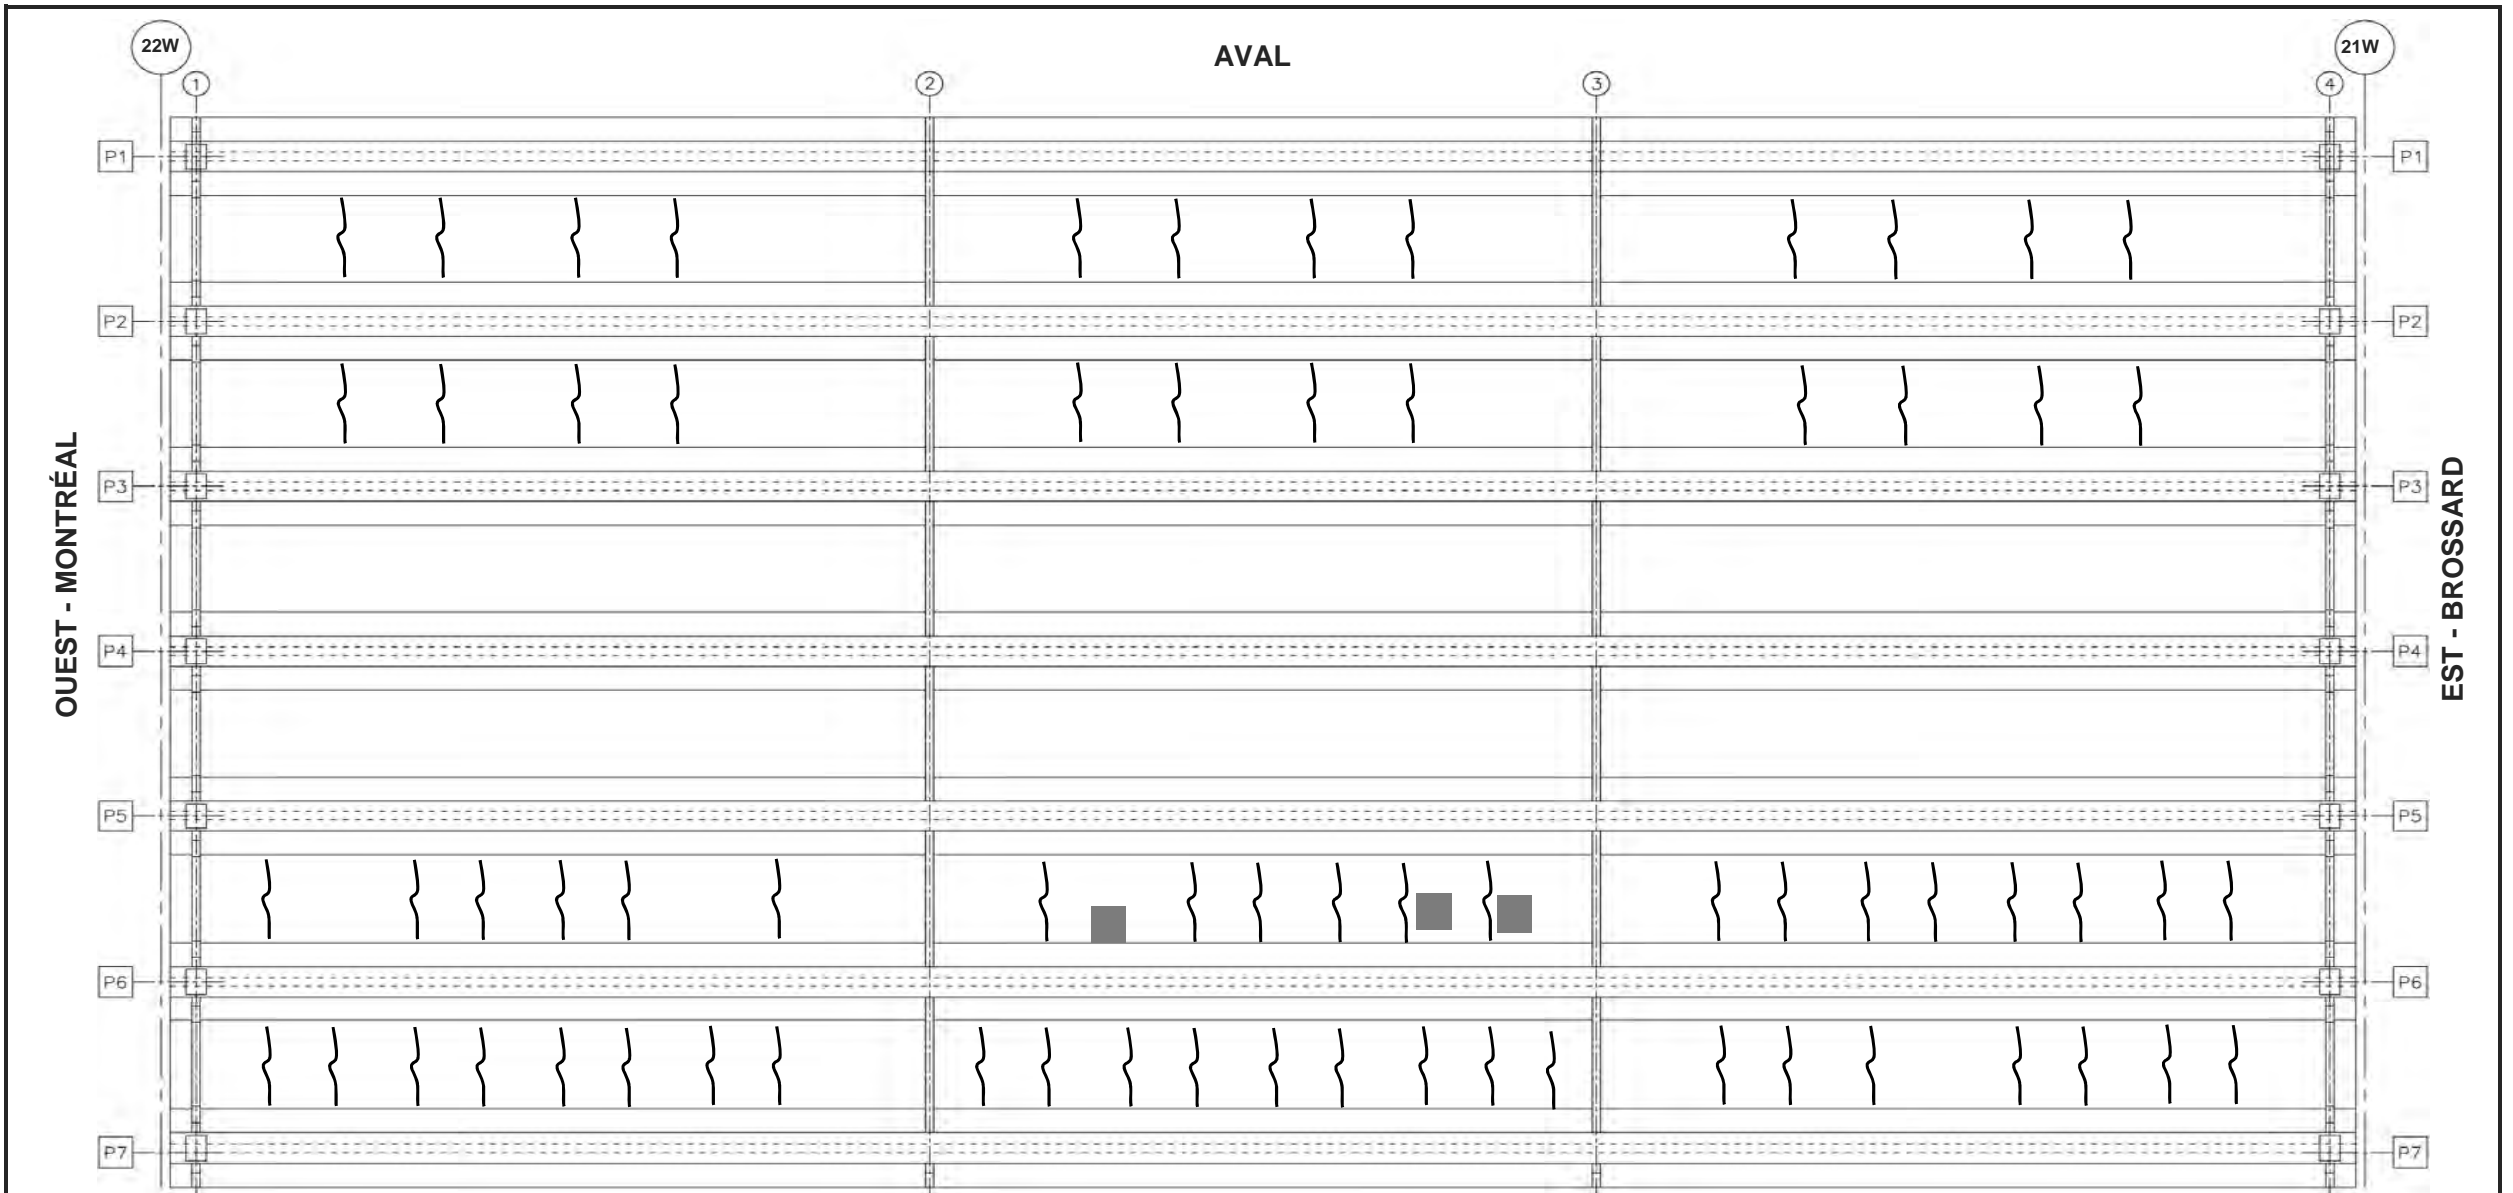 22W
AVAL
21W
1
2
3
4
P1
P1
P2
P2
OUEST - MONTRÉAL
EST - BROSSARD
P3
P3
P4
P4
P5
P5
P6
P6
P7
P7